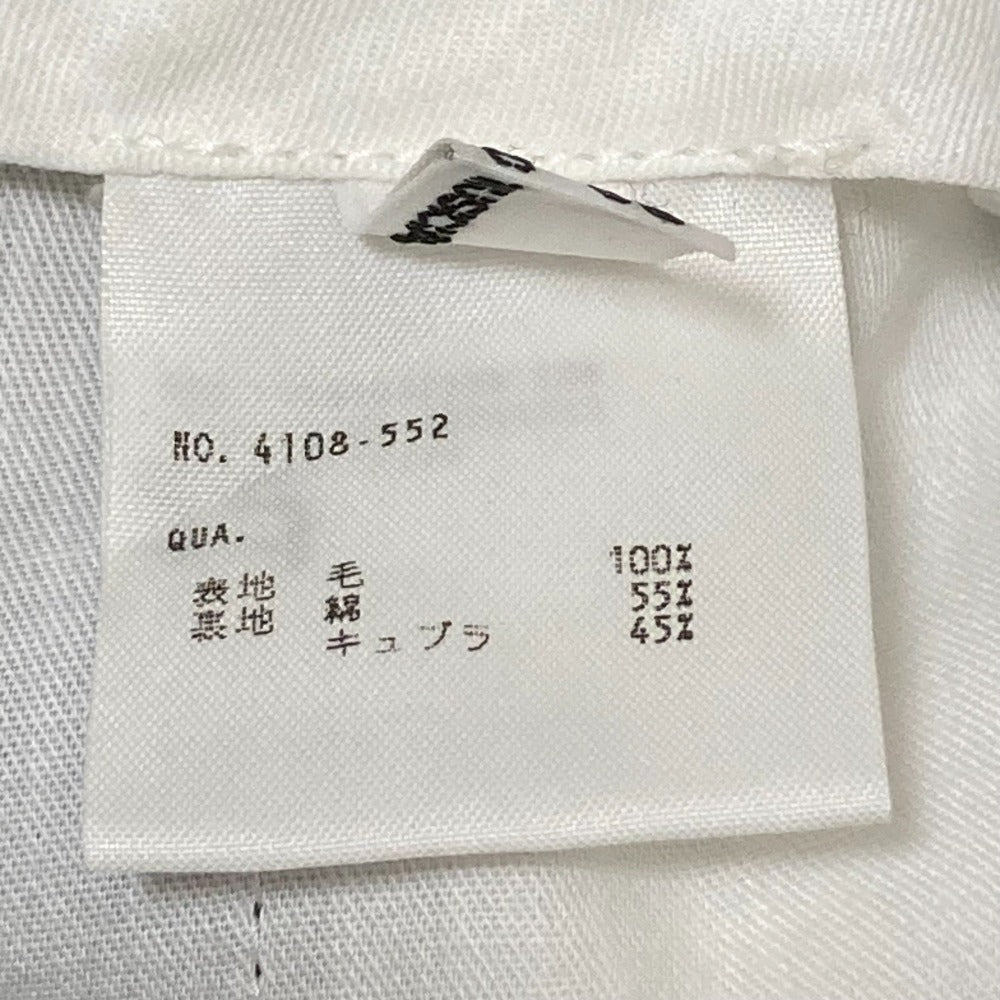 NO. 4108-552
QUA.
表地 毛 100%
裏地 綿 55%
キュプラ 45%